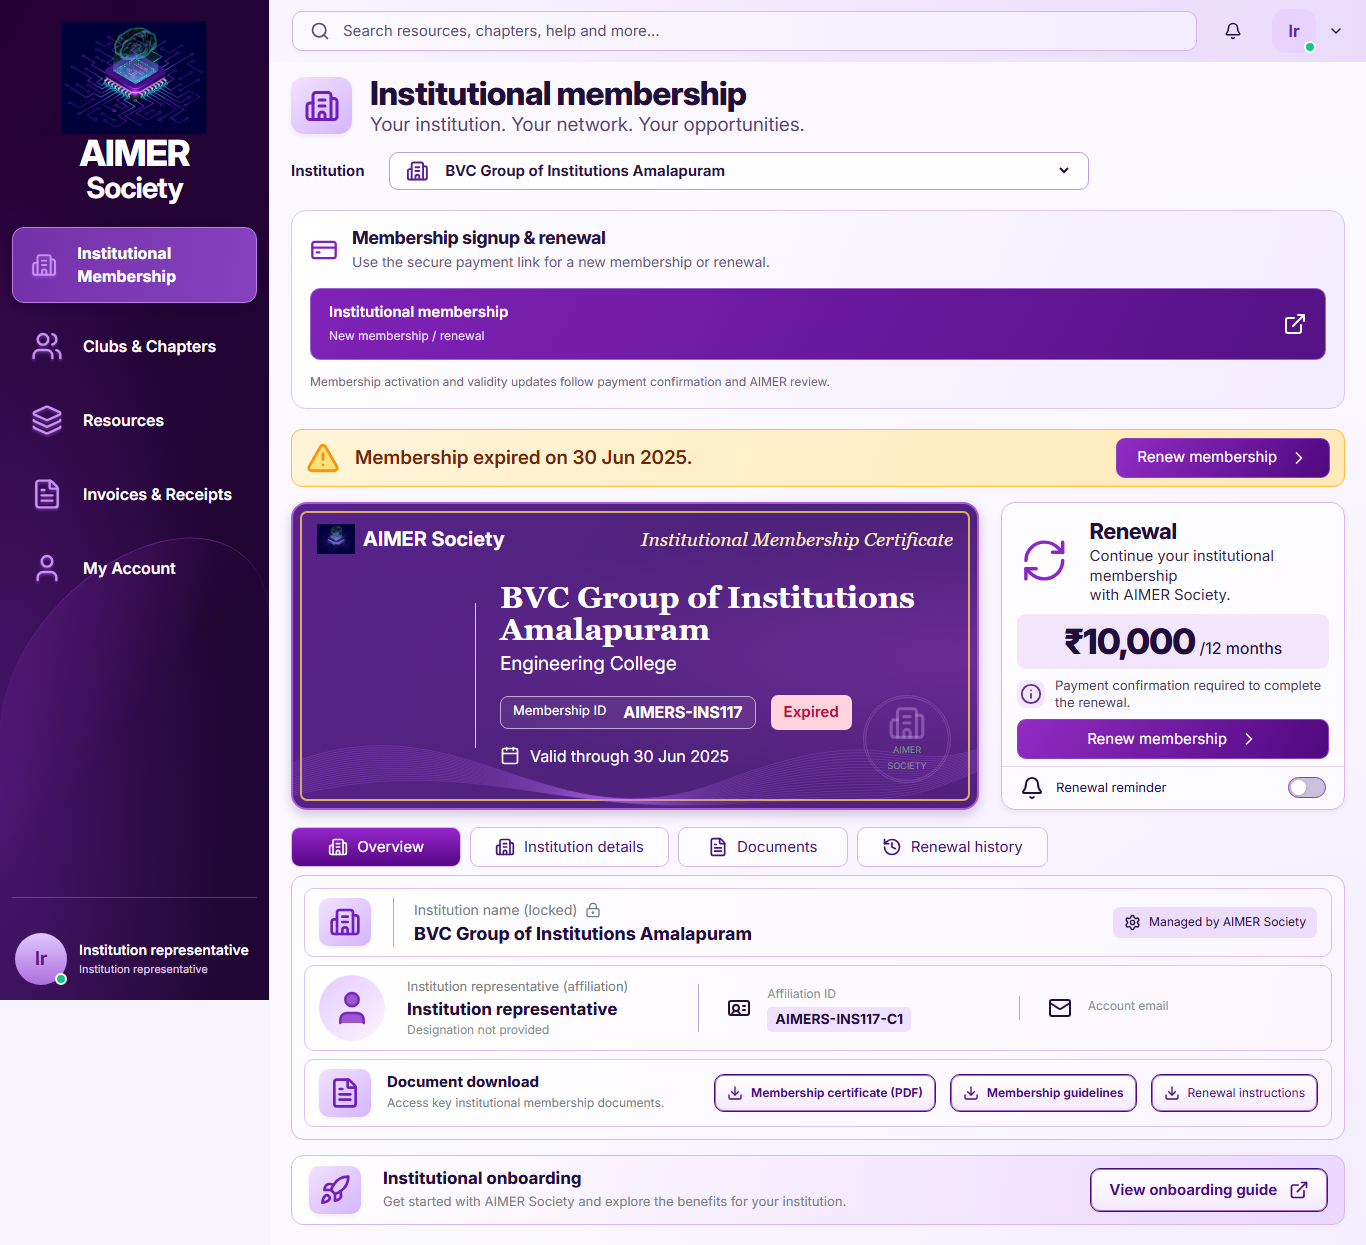 AIMER
Society
Institutional
Membership
Clubs & Chapters
Resources
Invoices & Receipts
My Account
Ir
Institution representative
Institution representative
Search resources, chapters, help and more...
Ir
Institutional membership
Your institution. Your network. Your opportunities.
Institution
BVC Group of Institutions Amalapuram
Membership signup & renewal
Use the secure payment link for a new membership or renewal.
Institutional membership
New membership / renewal
Membership activation and validity updates follow payment confirmation and AIMER review.
Membership expired on 30 Jun 2025.
Renew membership
AIMER Society
Institutional Membership Certificate
BVC Group of Institutions
Amalapuram
Engineering College
Membership ID AIMERS-INS117
Expired
Valid through 30 Jun 2025
AIMER
SOCIETY
Renewal
Continue your institutional
membership
with AIMER Society.
₹10,000 /12 months
Payment confirmation required to complete
the renewal.
Renew membership
Renewal reminder
Overview
Institution details
Documents
Renewal history
Institution name (locked)
BVC Group of Institutions Amalapuram
Managed by AIMER Society
Institution representative (affiliation)
Institution representative
Designation not provided
Affiliation ID
AIMERS-INS117-C1
Account email
Document download
Access key institutional membership documents.
Membership certificate (PDF)
Membership guidelines
Renewal instructions
Institutional onboarding
Get started with AIMER Society and explore the benefits for your institution.
View onboarding guide